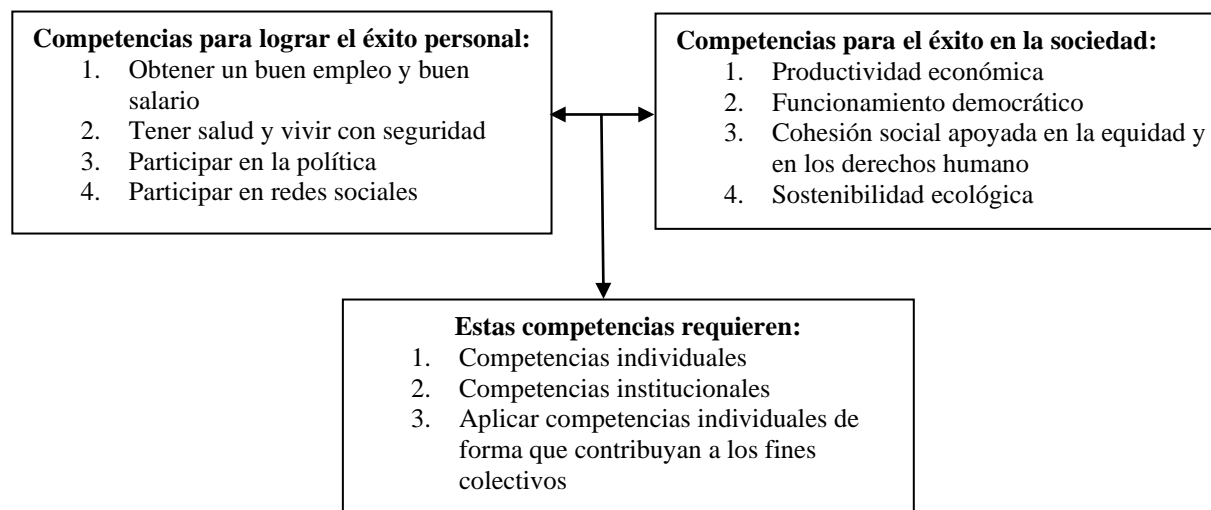 Competencias para lograr el éxito personal:
1. Obtener un buen empleo y buen
salario
2. Tener salud y vivir con seguridad
3. Participar en la política
4. Participar en redes sociales
Competencias para el éxito en la sociedad:
1. Productividad económica
2. Funcionamiento democrático
3. Cohesión social apoyada en la equidad y
en los derechos humano
4. Sostenibilidad ecológica
Estas competencias requieren:
1. Competencias individuales
2. Competencias institucionales
3. Aplicar competencias individuales de
forma que contribuyan a los fines
colectivos